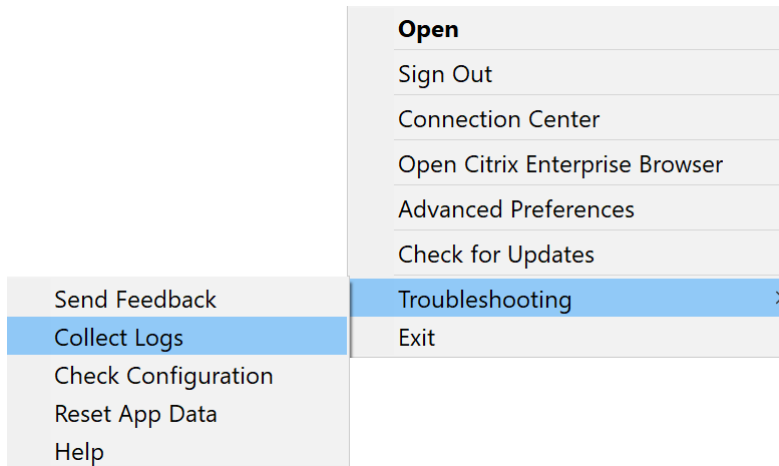 Open
Sign Out
Connection Center
Open Citrix Enterprise Browser
Advanced Preferences
Check for Updates
Troubleshooting
Exit
Send Feedback
Collect Logs
Check Configuration
Reset App Data
Help